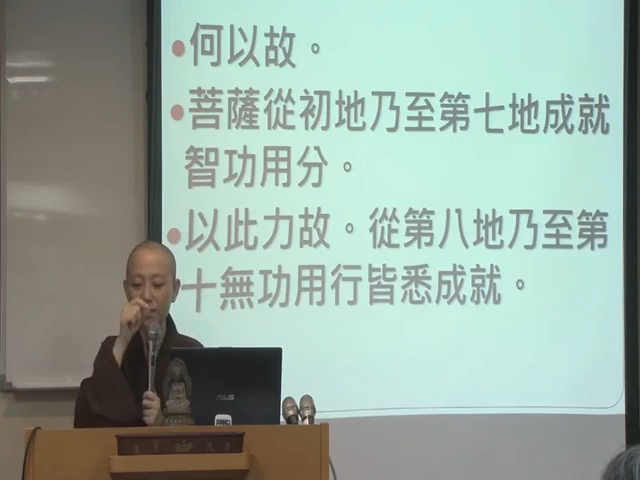 何以故。
菩薩從初地乃至第七地成就
智功用分。
以此力故。從第八地乃至第
十無功用行皆悉成就。
ASUS